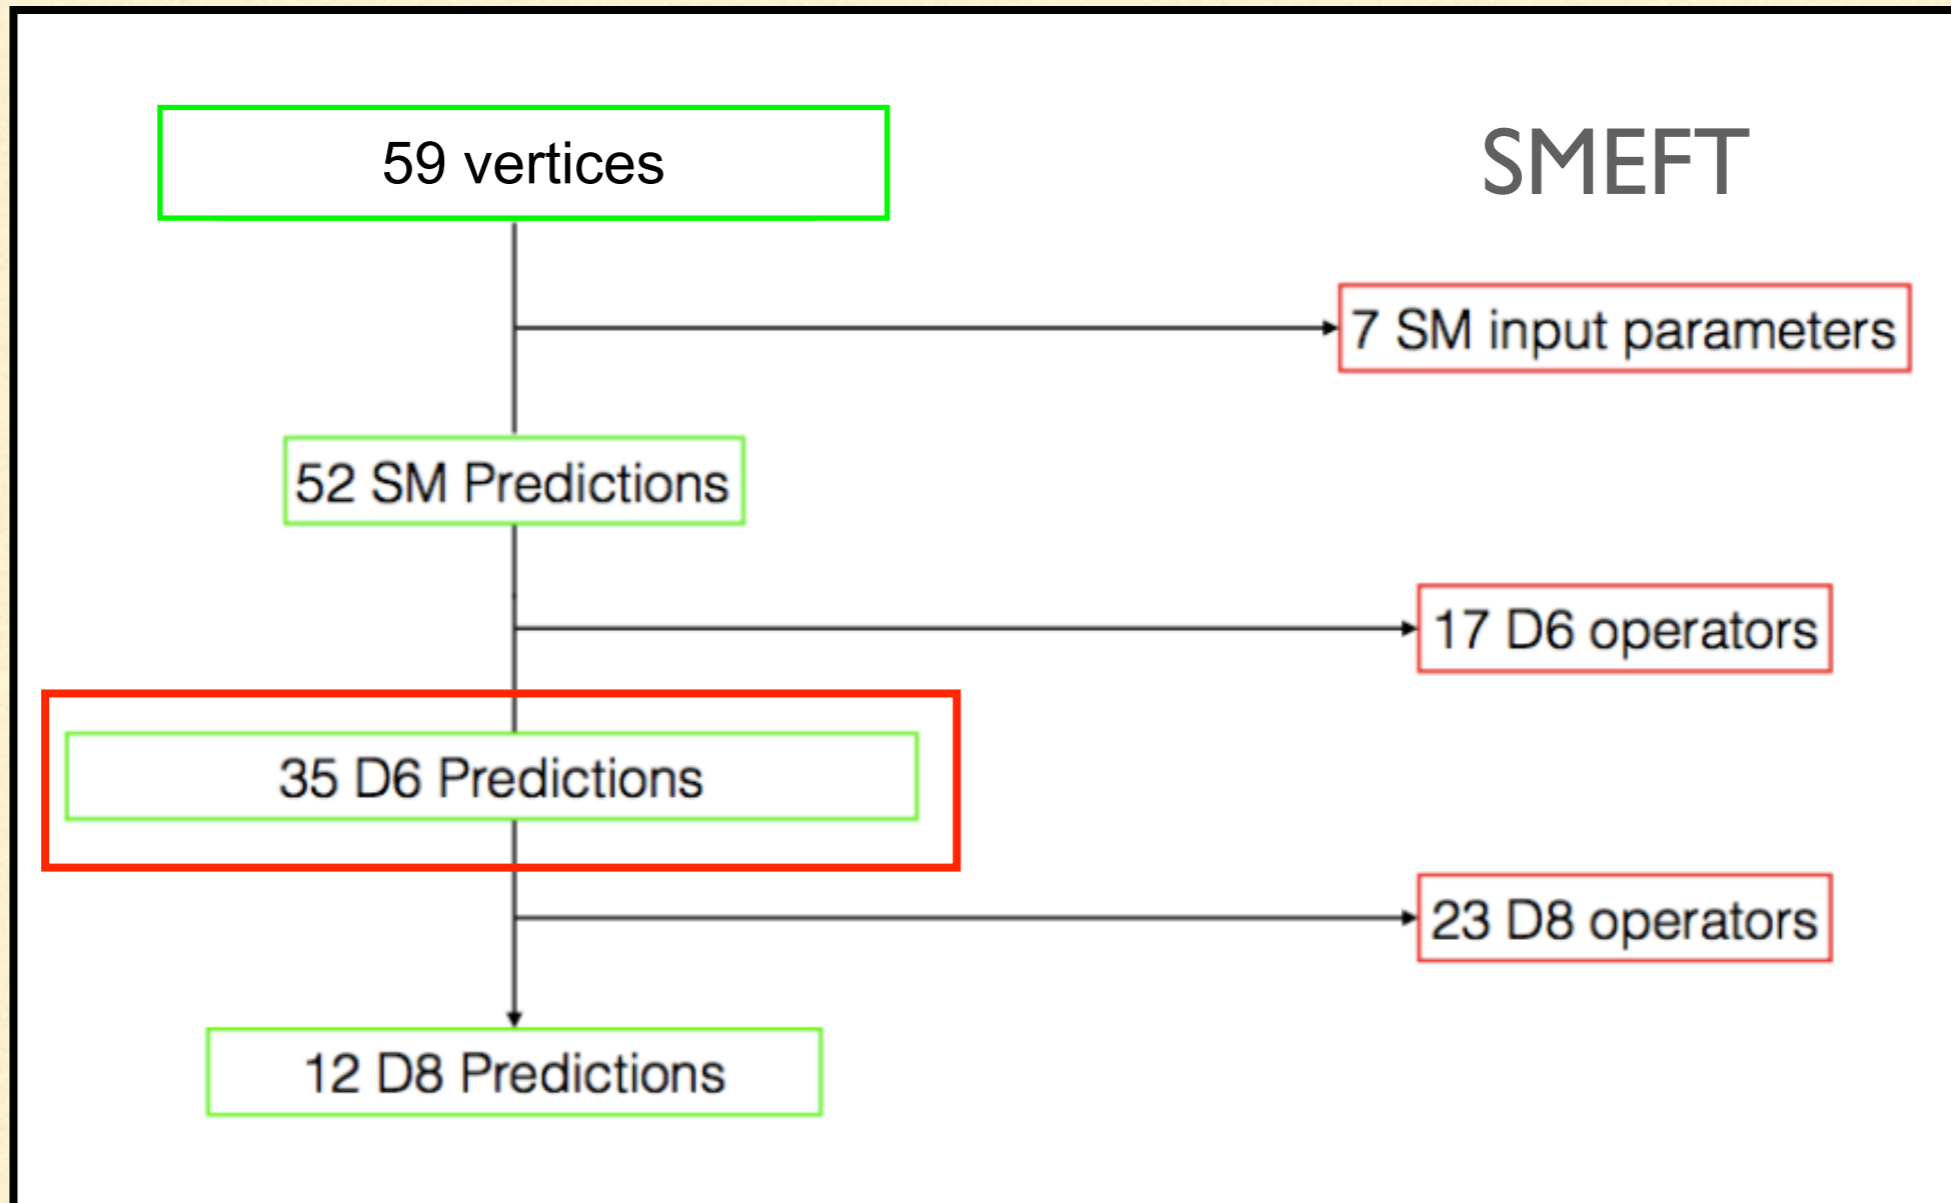 59 vertices
SMEFT
7 SM input parameters
52 SM Predictions
17 D6 operators
35 D6 Predictions
23 D8 operators
12 D8 Predictions